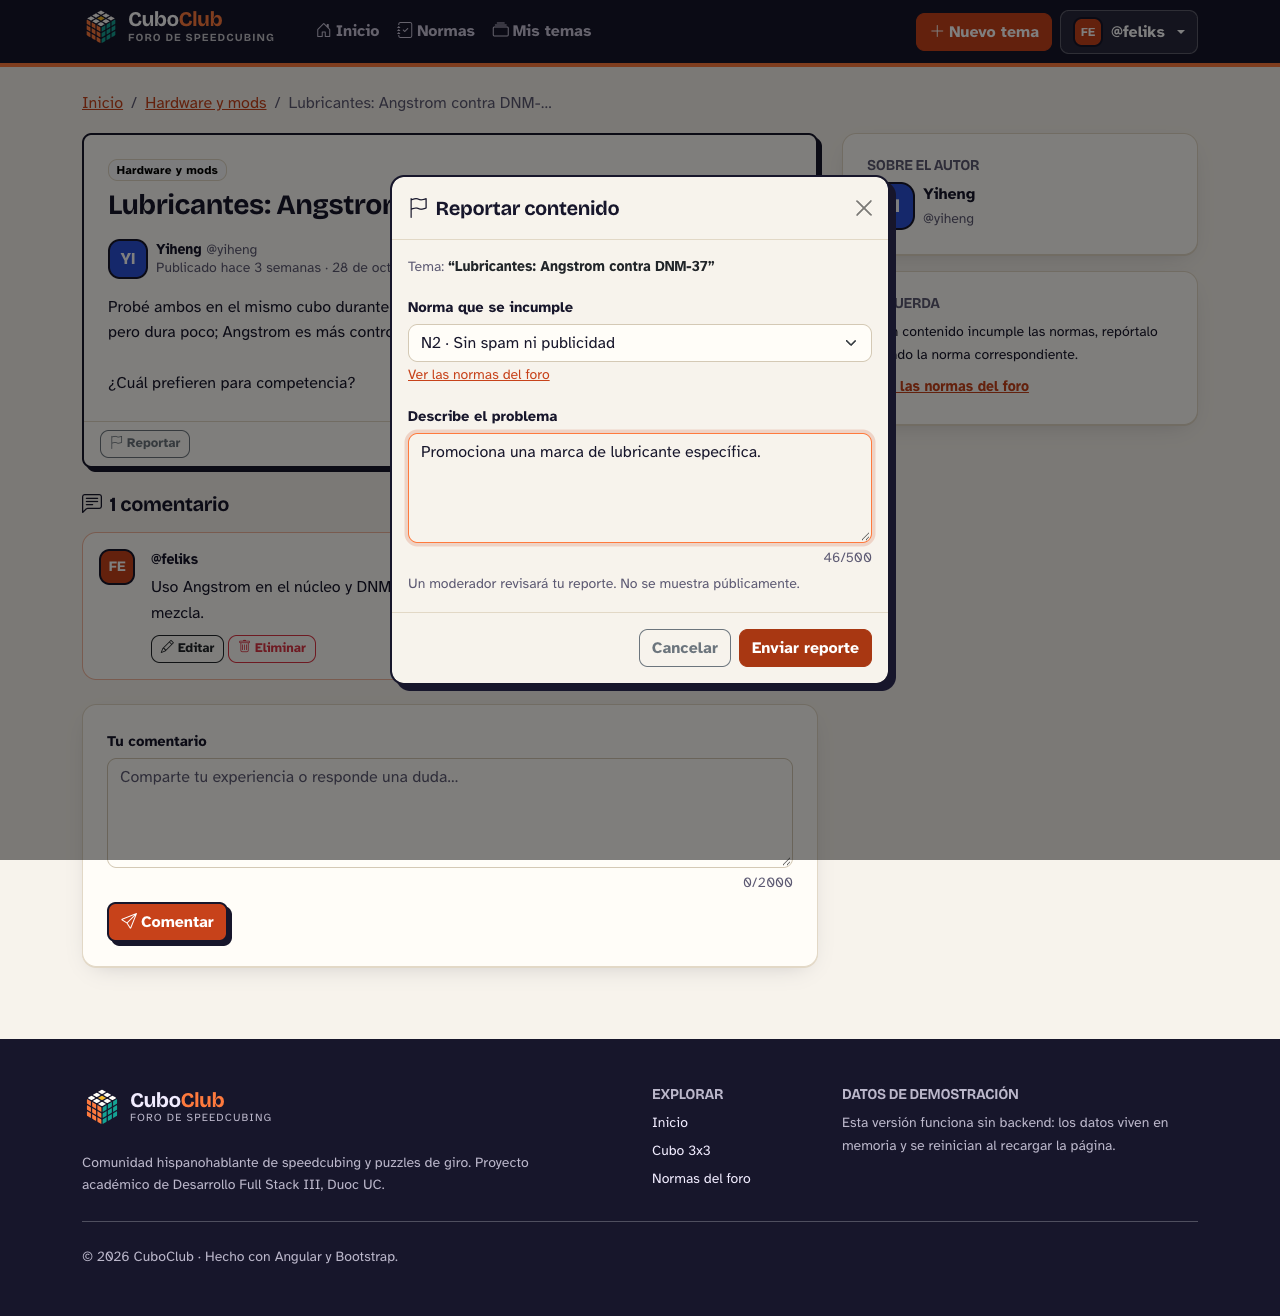 CuboClub
FORO DE SPEEDCUBING
Inicio
Normas
Mis temas
Nuevo tema
FE
@feliks
Inicio / Hardware y mods / Lubricantes: Angstrom contra DNM-...
Hardware y mods
Lubricantes: Angstrom
YI
Yiheng @yiheng
Publicado hace 3 semanas · 28 de oct
Probé ambos en el mismo cubo durante
pero dura poco; Angstrom es más contro
¿Cuál prefieren para competencia?
Reportar
SOBRE EL AUTOR
Yiheng
@yiheng
contenido incumple las normas, repórtalo
la norma correspondiente.
las normas del foro
Reportar contenido
Tema: “Lubricantes: Angstrom contra DNM-37”
Norma que se incumple
N2 · Sin spam ni publicidad
Ver las normas del foro
Describe el problema
Promociona una marca de lubricante específica.
46/500
Un moderador revisará tu reporte. No se muestra públicamente.
Cancelar
Enviar reporte
1 comentario
FE
@feliks
Uso Angstrom en el núcleo y DNM
mezcla.
Editar
Eliminar
Tu comentario
Comparte tu experiencia o responde una duda...
0/2000
Comentar
CuboClub
FORO DE SPEEDCUBING
Comunidad hispanohablante de speedcubing y puzzles de giro. Proyecto
académico de Desarrollo Full Stack III, Duoc UC.
EXPLORAR
Inicio
Cubo 3x3
Normas del foro
DATOS DE DEMOSTRACIÓN
Esta versión funciona sin backend: los datos viven en
memoria y se reinician al recargar la página.
© 2026 CuboClub · Hecho con Angular y Bootstrap.